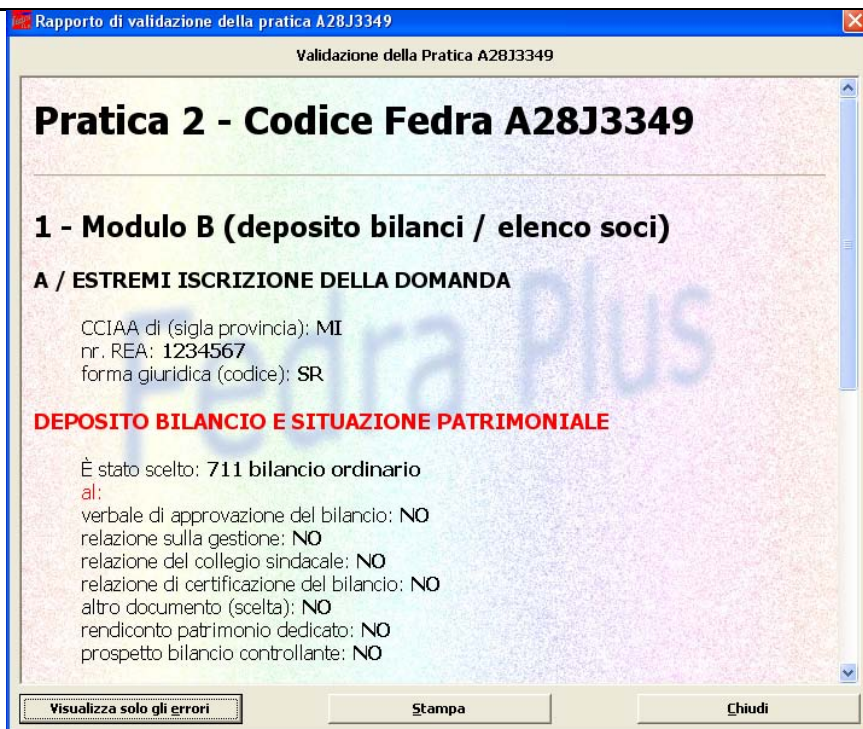 Rapporto di validazione della pratica A28J3349
Validazione della Pratica A28J3349
Pratica 2 - Codice Fedra A28J3349
1 - Modulo B (deposito bilanci / elenco soci)
A / ESTREMI ISCRIZIONE DELLA DOMANDA
CCIAA di (sigla provincia): MI
nr. REA: 1234567
forma giuridica (codice): SR
Fedra Plus
DEPOSITO BILANCIO E SITUAZIONE PATRIMONIALE
È stato scelto: 711 bilancio ordinario
al:
verbale di approvazione del bilancio: NO
relazione sulla gestione: NO
relazione del collegio sindacale: NO
relazione di certificazione del bilancio: NO
altro documento (scelta): NO
rendiconto patrimonio dedicato: NO
prospetto bilancio controllante: NO
Visualizza solo gli errori
Stampa
Chiudi